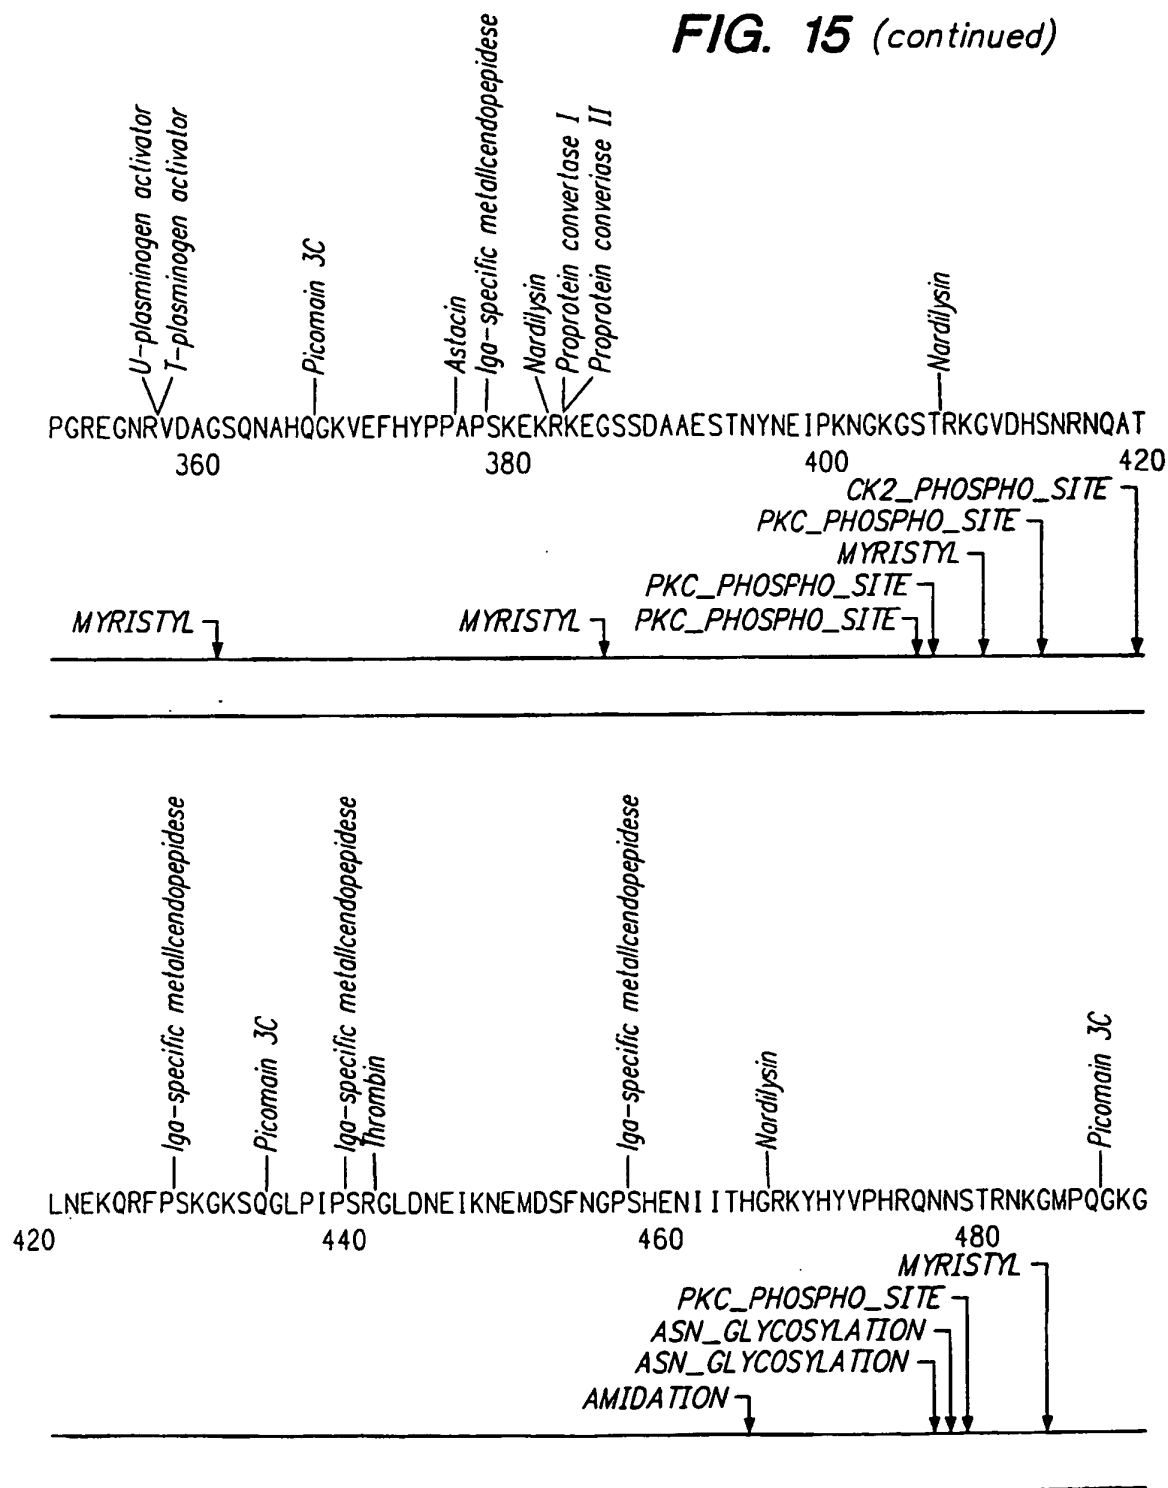 FIG. 15 (continued)
U-plasminogen activator
T-plasminogen activator
Picomain 3C
Astacin
Iga-specific metallcendopepidese
Nardilysin
Proprotein convertase I
Proprotein converiase II
Nardilysin
PGREGNRVDAGSQNAHQGKVEFHYPPAPSKEKRKEGSSDAAESTNYNEIPKNGKGSTRKGVDHSNRNQAT
360 380 400 420
CK2_PHOSPHO_SITE
PKC_PHOSPHO_SITE
MYRISTYL
PKC_PHOSPHO_SITE
MYRISTYL MYRISTYL PKC_PHOSPHO_SITE
Iga-specific metallcendopepidese
Picomain 3C
Iga-specific metallcendopepidese
Thrombin
Iga-specific metallcendopepidese
Nardilysin
Picomain 3C
LNEKQRFPSKGKSQGLPIPSRGLDNEIKNEMDSFNGPSHENIITHGRKYHYVPHRQNNSTRNKGMPQGKG
420 440 460 480
MYRISTYL
PKC_PHOSPHO_SITE
ASN_GLYCOSYLATION
ASN_GLYCOSYLATION
AMIDATION